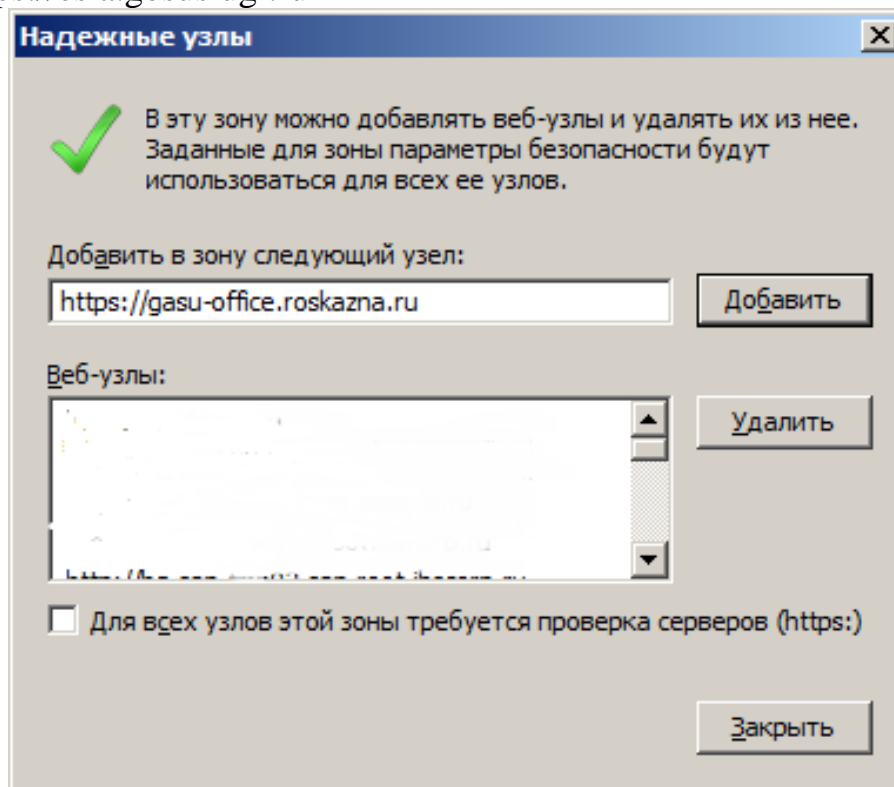 Надежные узлы
В эту зону можно добавлять веб-узлы и удалять их из нее.
Заданные для зоны параметры безопасности будут
использоваться для всех ее узлов.
Добавить в зону следующий узел:
https://gasu-office.roskazna.ru
Добавить
Веб-узлы:
Удалить
Для всех узлов этой зоны требуется проверка серверов (https:)
Закрыть